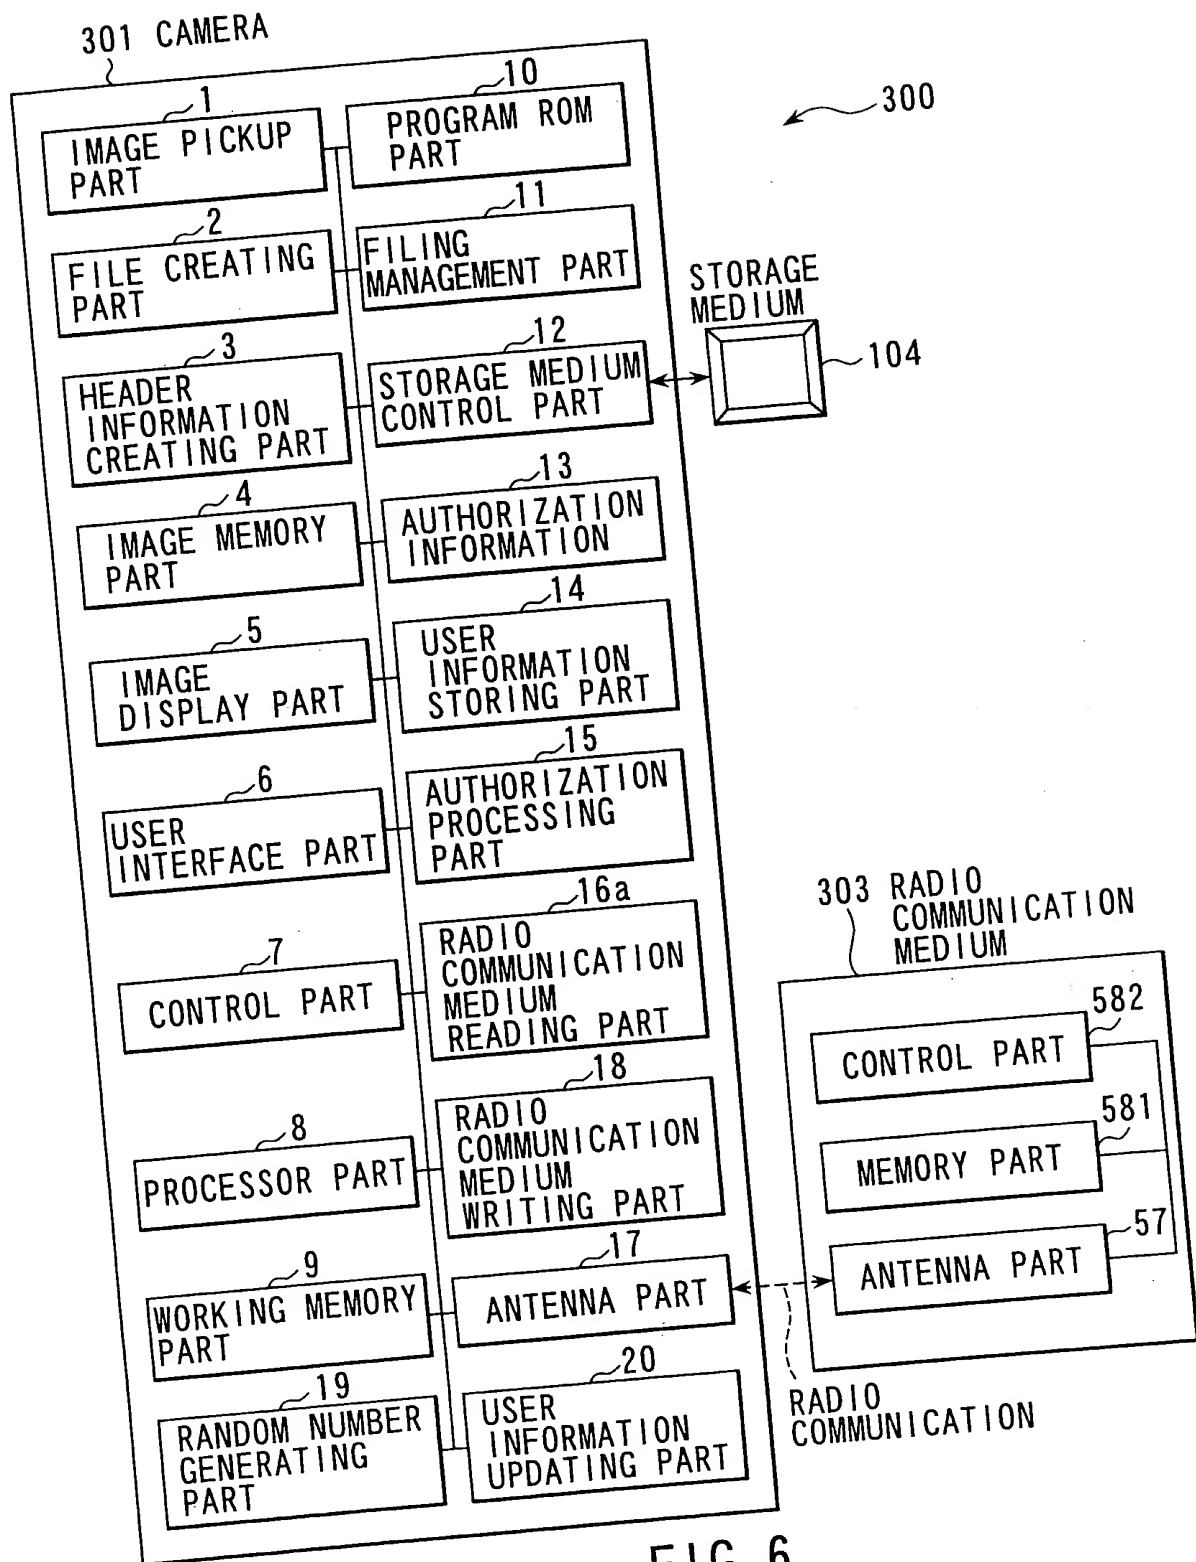 301 CAMERA
300
1
IMAGE PICKUP
PART
10
PROGRAM ROM
PART
2
FILE CREATING
PART
11
FILING
MANAGEMENT PART
STORAGE
MEDIUM
104
3
HEADER
INFORMATION
CREATING PART
12
STORAGE MEDIUM
CONTROL PART
4
IMAGE MEMORY
PART
13
AUTHORIZATION
INFORMATION
5
IMAGE
DISPLAY PART
14
USER
INFORMATION
STORING PART
6
USER
INTERFACE PART
15
AUTHORIZATION
PROCESSING
PART
7
CONTROL PART
16a
RADIO
COMMUNICATION
MEDIUM
READING PART
8
PROCESSOR PART
18
RADIO
COMMUNICATION
MEDIUM
WRITING PART
9
WORKING MEMORY
PART
17
ANTENNA PART
19
RANDOM NUMBER
GENERATING
PART
20
USER
INFORMATION
UPDATING PART
303 RADIO
COMMUNICATION
MEDIUM
582
CONTROL PART
581
MEMORY PART
57
ANTENNA PART
RADIO
COMMUNICATION
FIG. 6